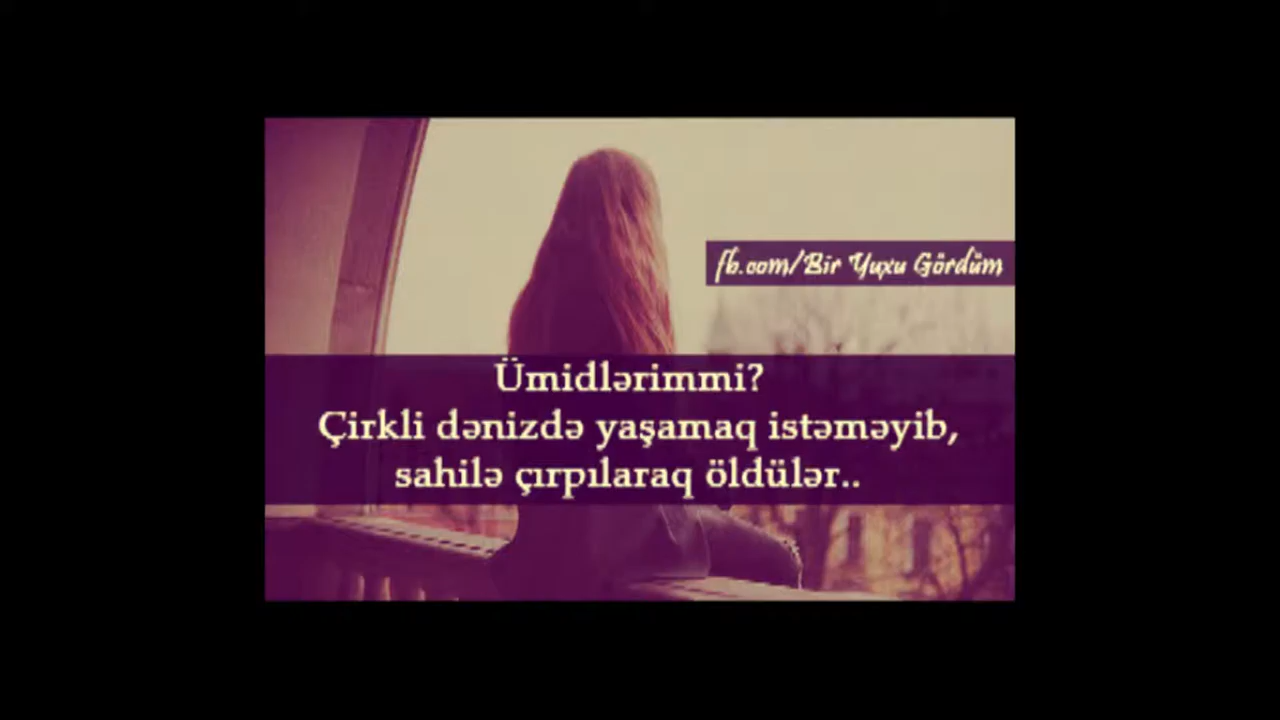 fb.com/Bir Yuxu Gördüm
Ümidlərimmi?
Çirkli dənizdə yaşamaq istəməyib,
sahilə çırpılaraq öldülər..